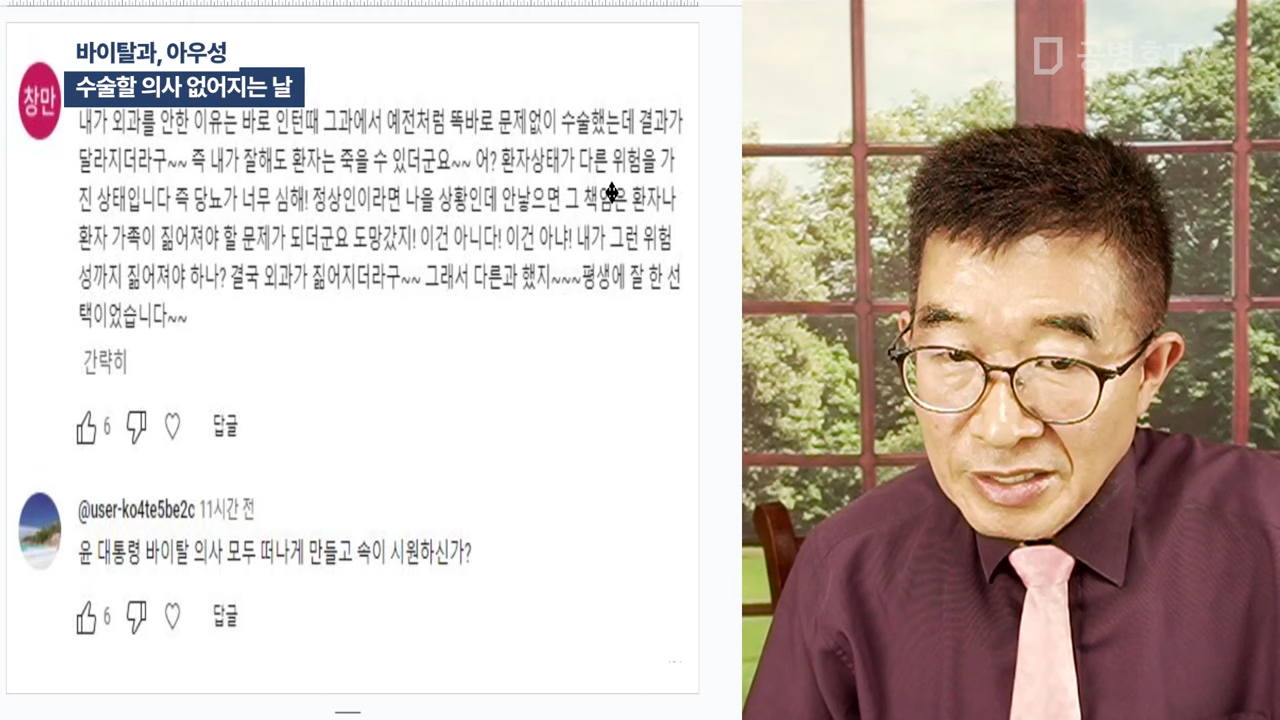 바이탈과, 아우성
수술할 의사 없어지는 날
공병호TV
창만
내가 외과를 안한 이유는 바로 인턴때 그과에서 예전처럼 똑바로 문제없이 수술했는데 결과가
달라지더라구~~ 즉 내가 잘해도 환자는 죽을 수 있더군요~~ 어? 환자상태가 다른 위험을 가
진 상태입니다 즉 당뇨가 너무 심해! 정상인이라면 나을 상황인데 안낳으면 그 책임은 환자나
환자 가족이 짊어져야 할 문제가 되더군요 도망갔지! 이건 아니다! 이건 아냐! 내가 그런 위험
성까지 짊어져야 하나? 결국 외과가 짊어지더라구~~ 그래서 다른과 했지~~~평생에 잘 한 선
택이었습니다~~
간략히
6 답글
@user-ko4te5be2c 11시간 전
윤 대통령 바이탈 의사 모두 떠나게 만들고 속이 시원하신가?
6 답글